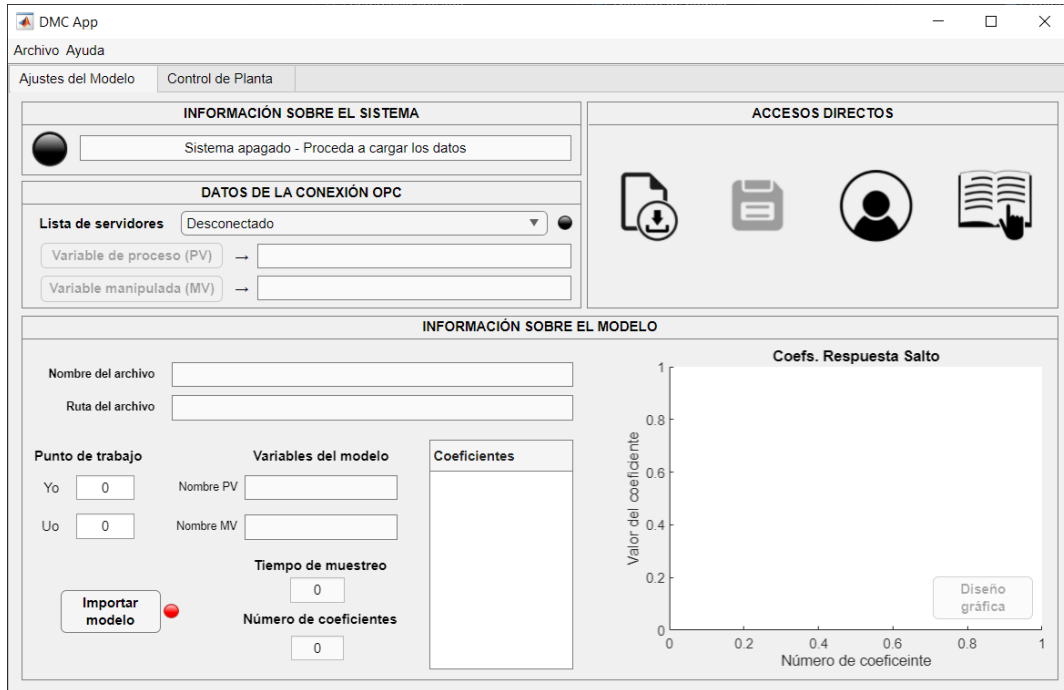 DMC App
Archivo Ayuda
Ajustes del Modelo
Control de Planta
INFORMACIÓN SOBRE EL SISTEMA
Sistema apagado - Proceda a cargar los datos
DATOS DE LA CONEXIÓN OPC
Lista de servidores
Desconectado
Variable de proceso (PV) →
Variable manipulada (MV) →
ACCESOS DIRECTOS
INFORMACIÓN SOBRE EL MODELO
Nombre del archivo
Ruta del archivo
Punto de trabajo
Yo 0
Uo 0
Importar
modelo
Variables del modelo
Nombre PV
Nombre MV
Tiempo de muestreo
0
Número de coeficientes
0
Coeficientes
Coefs. Respuesta Salto
Valor del coeficiente
1
0.8
0.6
0.4
0.2
0
Diseño
gráfica
0 0.2 0.4 0.6 0.8 1
Número de coeficeinte